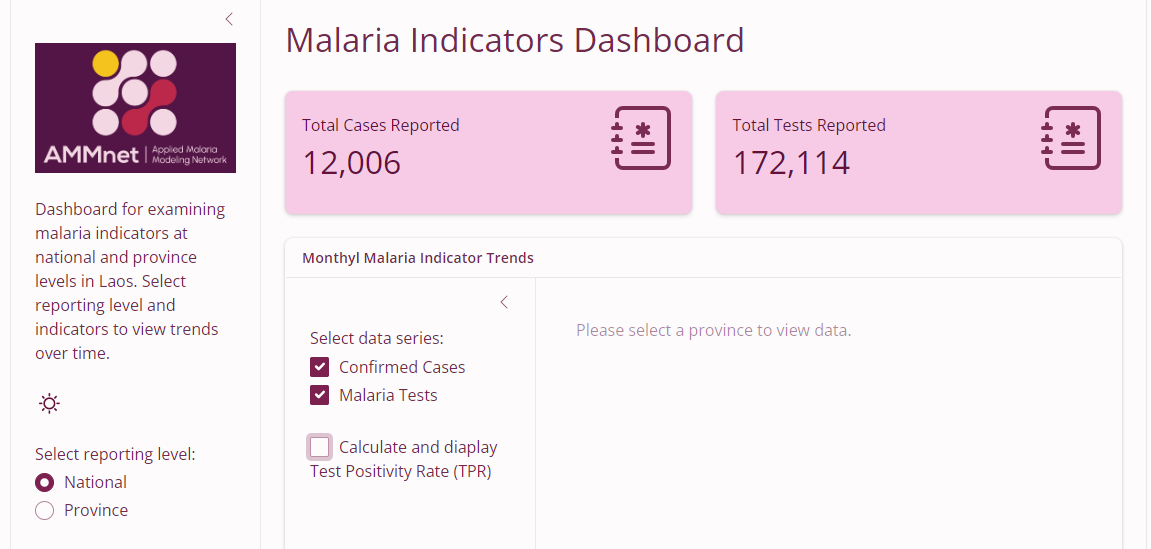 AMMnet
Applied Malaria
Modeling Network
Dashboard for examining
malaria indicators at
national and province
levels in Laos. Select
reporting level and
indicators to view trends
over time.
Select reporting level:
National
Province
Malaria Indicators Dashboard
Total Cases Reported
12,006
Total Tests Reported
172,114
Monthyl Malaria Indicator Trends
Select data series:
Confirmed Cases
Malaria Tests
Calculate and diaplay
Test Positivity Rate (TPR)
Please select a province to view data.